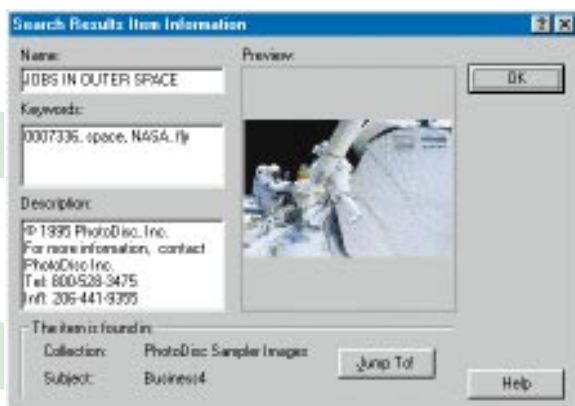 Search Results Item Information
Name:
JOBS IN OUTER SPACE
Keywords:
0007336, space, NASA, fly
Description:
© 1995 PhotoDisc, Inc.
For more information, contact
PhotoDisc Inc.
Tel: 800-528-3475
Intl: 206-441-9355
Preview:
OK
The item is found in:
Collection: PhotoDisc Sampler Images
Subject: Business4
Jump To!
Help